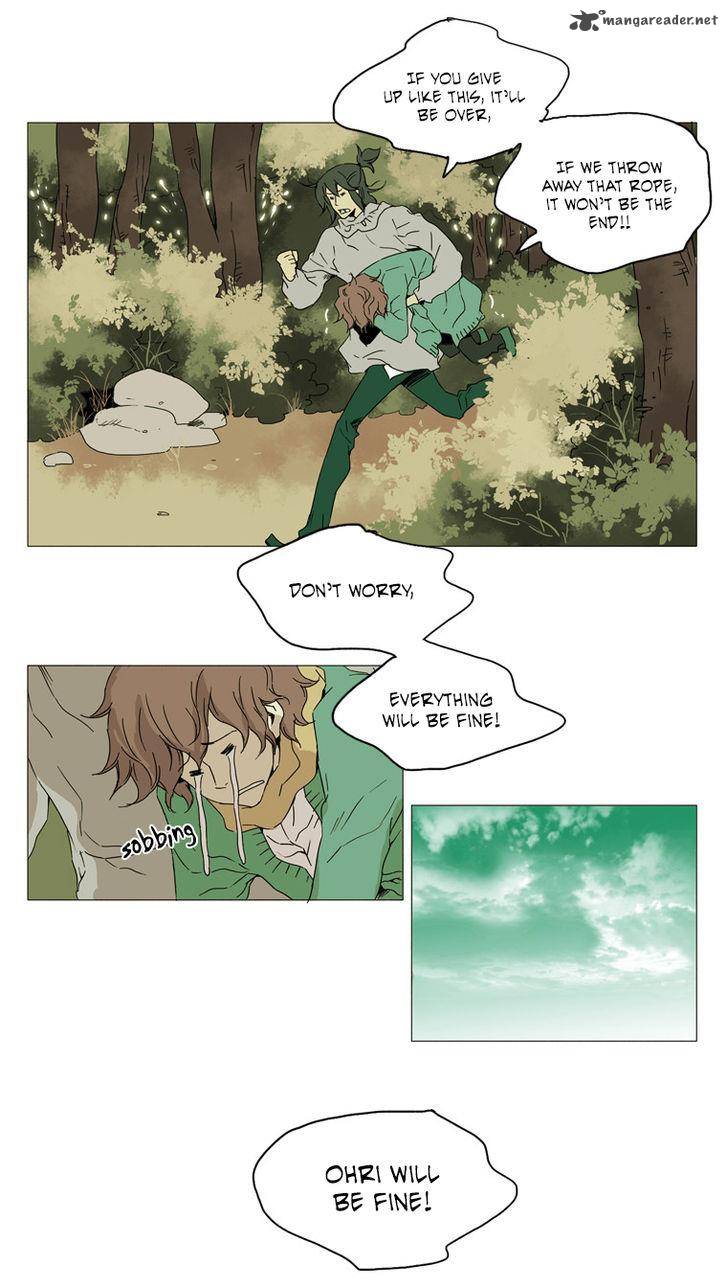 mangareader.net
IF YOU GIVE
UP LIKE THIS, IT'LL
BE OVER,
IF WE THROW
AWAY THAT ROPE,
IT WON'T BE THE
END!!
DON'T WORRY,
EVERYTHING
WILL BE FINE!
sobbing
OHRI WILL
BE FINE!